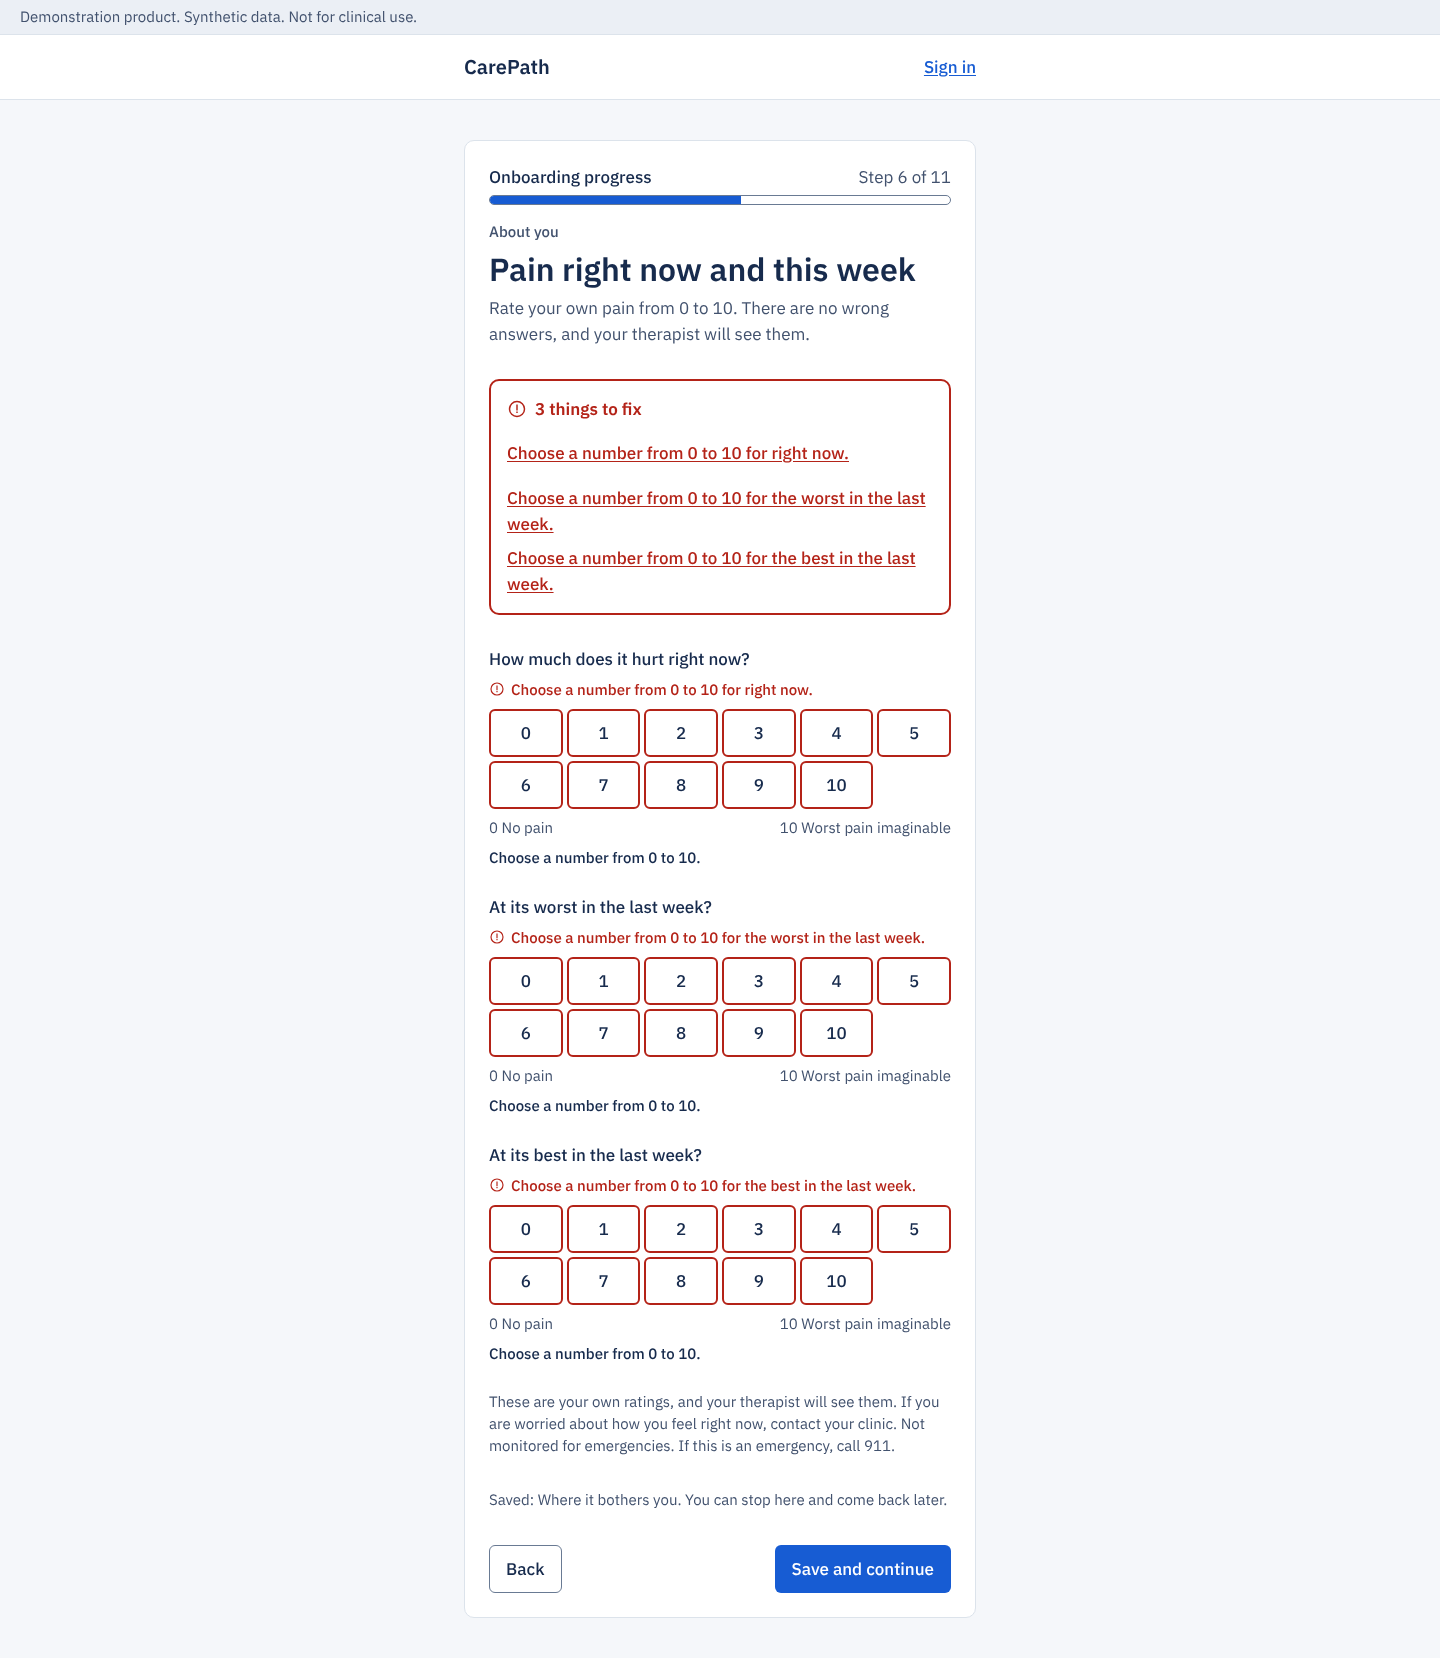 Demonstration product. Synthetic data. Not for clinical use.
CarePath
Sign in
Onboarding progress
Step 6 of 11
About you
Pain right now and this week
Rate your own pain from 0 to 10. There are no wrong
answers, and your therapist will see them.
3 things to fix
Choose a number from 0 to 10 for right now.
Choose a number from 0 to 10 for the worst in the last
week.
Choose a number from 0 to 10 for the best in the last
week.
How much does it hurt right now?
Choose a number from 0 to 10 for right now.
0 1 2 3 4 5
6 7 8 9 10
0 No pain
10 Worst pain imaginable
Choose a number from 0 to 10.
At its worst in the last week?
Choose a number from 0 to 10 for the worst in the last week.
0 1 2 3 4 5
6 7 8 9 10
0 No pain
10 Worst pain imaginable
Choose a number from 0 to 10.
At its best in the last week?
Choose a number from 0 to 10 for the best in the last week.
0 1 2 3 4 5
6 7 8 9 10
0 No pain
10 Worst pain imaginable
Choose a number from 0 to 10.
These are your own ratings, and your therapist will see them. If you
are worried about how you feel right now, contact your clinic. Not
monitored for emergencies. If this is an emergency, call 911.
Saved: Where it bothers you. You can stop here and come back later.
Back
Save and continue